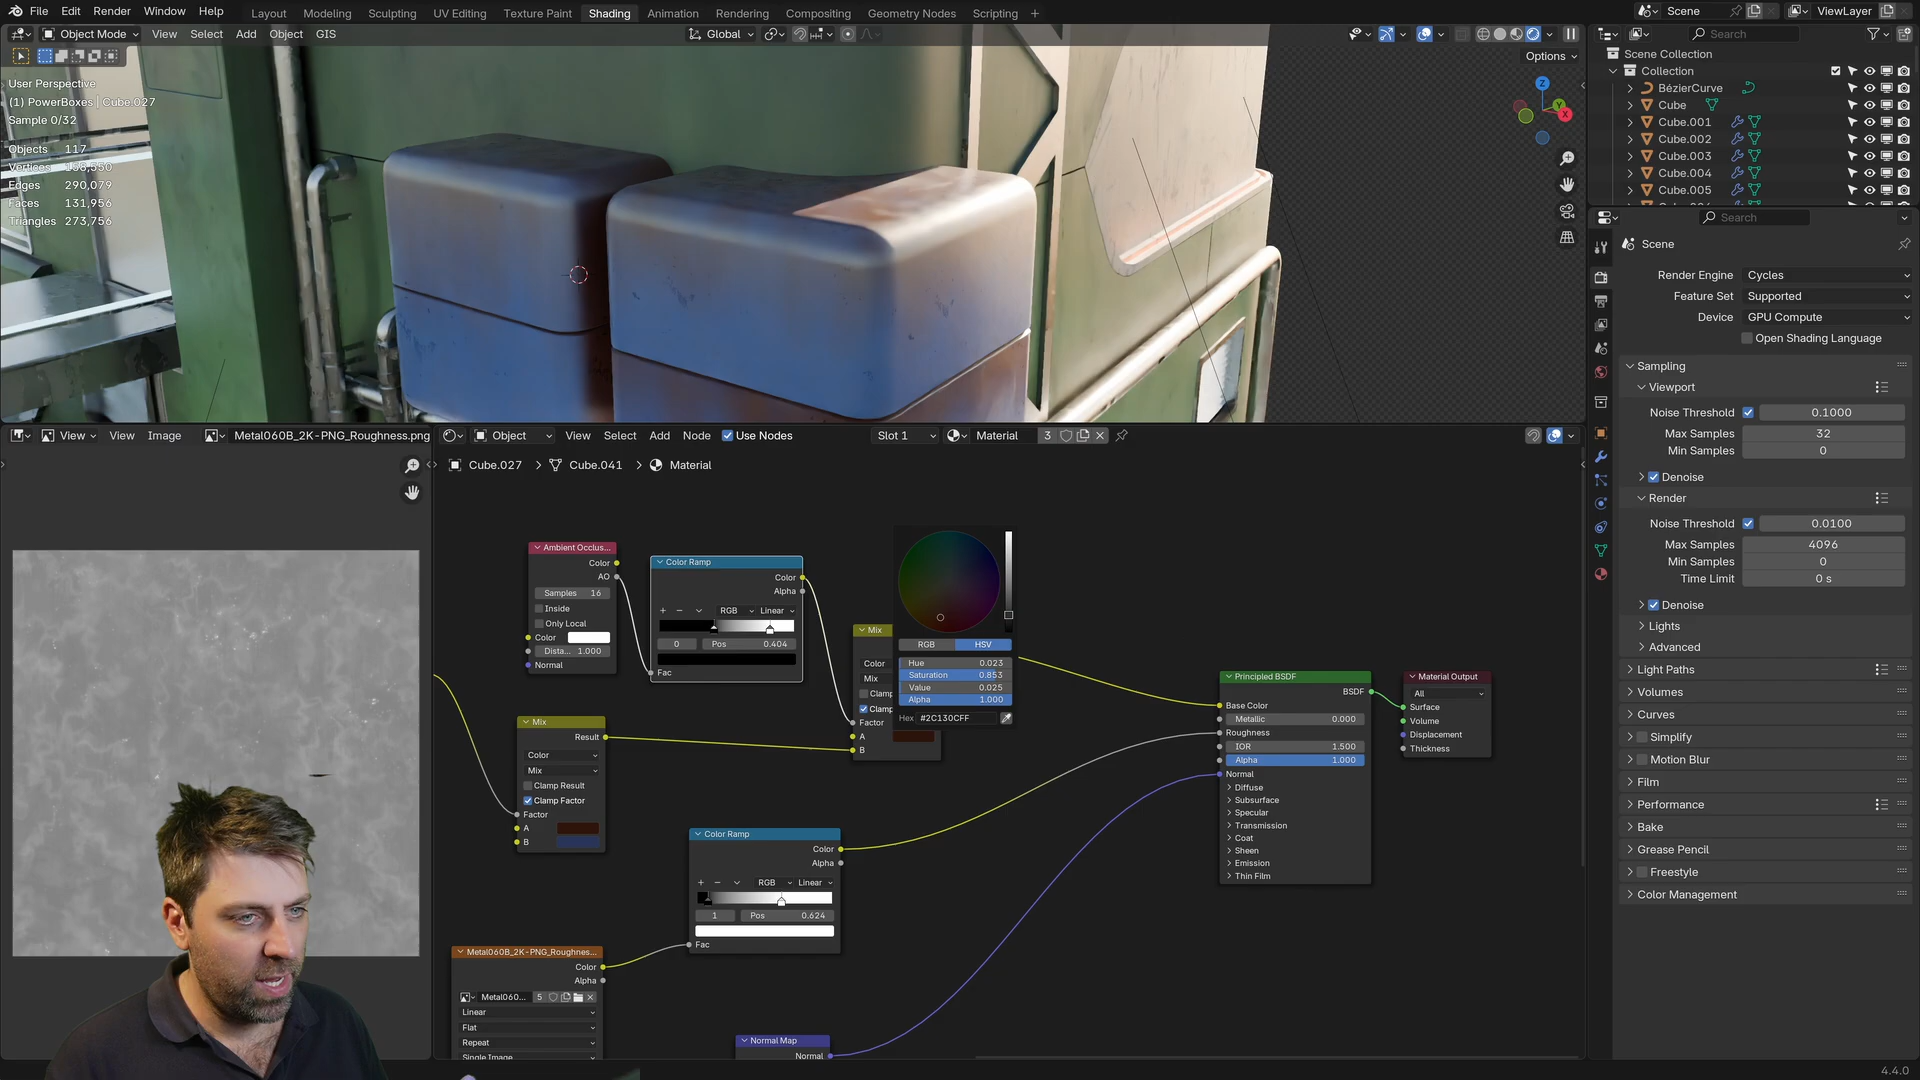 File Edit Render Window Help
Layout Modeling Sculpting UV Editing Texture Paint Shading Animation Rendering Compositing Geometry Nodes Scripting +
Scene
ViewLayer
Object Mode View Select Add Object GIS
Global
Options
User Perspective
(1) PowerBoxes | Cube.027
Sample 0/32
Objects 117
Vertices
Edges 290,079
Faces 131,956
Triangles 273,756
Z
Y
X
Search
Scene Collection
Collection
BézierCurve
Cube
Cube.001
Cube.002
Cube.003
Cube.004
Cube.005
Search
Scene
Render Engine Cycles
Feature Set Supported
Device GPU Compute
Open Shading Language
Sampling
Viewport
Noise Threshold 0.1000
Max Samples 32
Min Samples 0
Denoise
Render
Noise Threshold 0.0100
Max Samples 4096
Min Samples 0
Time Limit 0 s
Denoise
Lights
Advanced
Light Paths
Volumes
Curves
Simplify
Motion Blur
Film
Performance
Bake
Grease Pencil
Freestyle
Color Management
View View Image Metal060B_2K-PNG_Roughness.png
Object View Select Add Node Use Nodes Slot 1 Material 3
Cube.027 > Cube.041 > Material
Ambient Occlus...
Color
AO
Samples 16
Inside
Only Local
Color
Dista... 1.000
Normal
Color Ramp
Color
Alpha
RGB Linear
0 Pos 0.404
Fac
Mix
Color
Mix
Clamp
Clamp
Factor
A
B
RGB HSV
Hue 0.023
Saturation 0.853
Value 0.025
Alpha 1.000
Hex #2C130CFF
Mix
Result
Color
Mix
Clamp Result
Clamp Factor
Factor
A
B
Color Ramp
Color
Alpha
RGB Linear
1 Pos 0.624
Fac
Metal060B_2K-PNG_Roughnes...
Color
Alpha
Metal060... 5
Linear
Flat
Repeat
Single Image
Normal Map
Normal
Principled BSDF
BSDF
Base Color
Metallic 0.000
Roughness
IOR 1.500
Alpha 1.000
Normal
Diffuse
Subsurface
Specular
Transmission
Coat
Sheen
Emission
Thin Film
Material Output
All
Surface
Volume
Displacement
Thickness
4.4.0